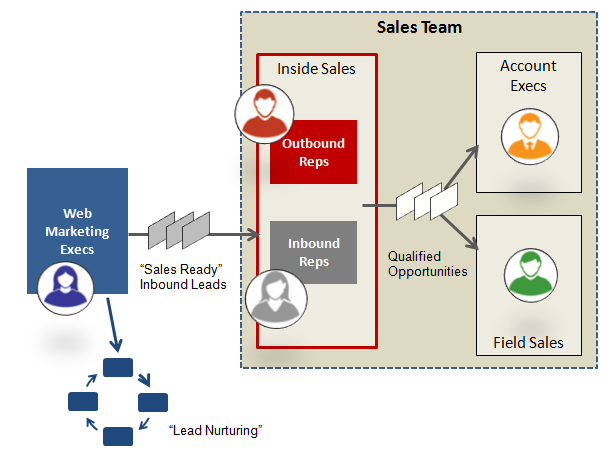 Sales Team
Inside Sales
Outbound
Reps
Inbound
Reps
Account
Execs
Web
Marketing
Execs
“Sales Ready”
Inbound Leads
Qualified
Opportunities
Field Sales
“Lead Nurturing”